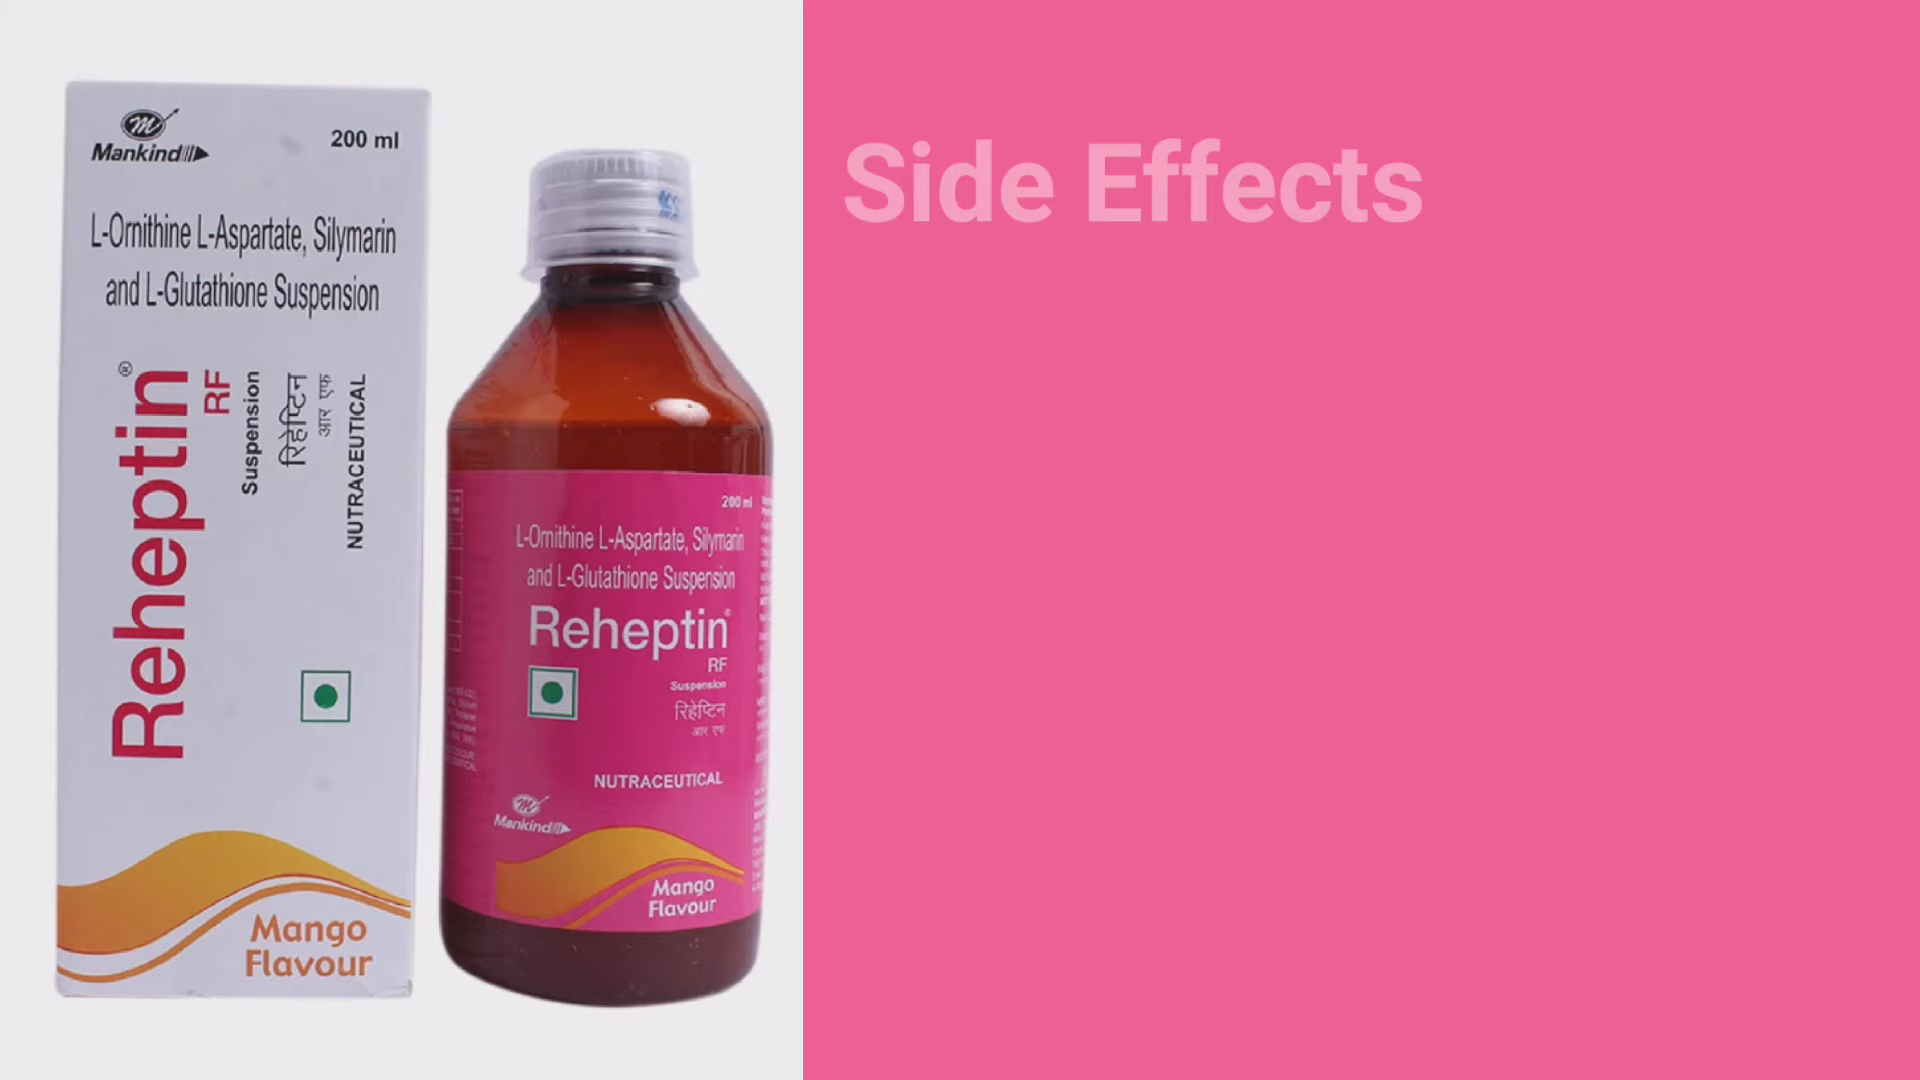 Mankind
200 ml
L-Ornithine L-Aspartate, Silymarin
and L-Glutathione Suspension
Reheptin®
RF
Suspension
रिहेप्टिन
आर एफ
NUTRACEUTICAL
Mango
Flavour
200 ml
L-Ornithine L-Aspartate, Silymarin
and L-Glutathione Suspension
Reheptin®
RF
Suspension
रिहेप्टिन
आर एफ
NUTRACEUTICAL
Mankind
Mango
Flavour
Side Effects